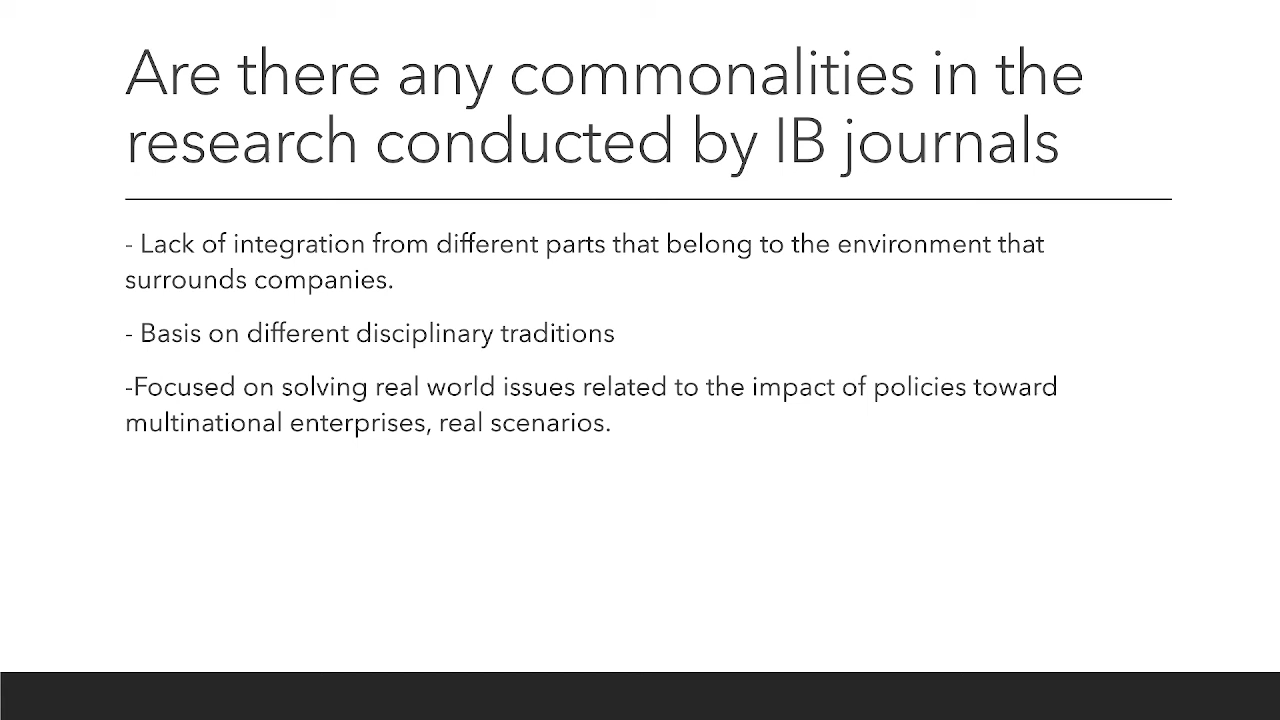 Are there any commonalities in the
research conducted by IB journals
- Lack of integration from different parts that belong to the environment that
surrounds companies.
- Basis on different disciplinary traditions
-Focused on solving real world issues related to the impact of policies toward
multinational enterprises, real scenarios.